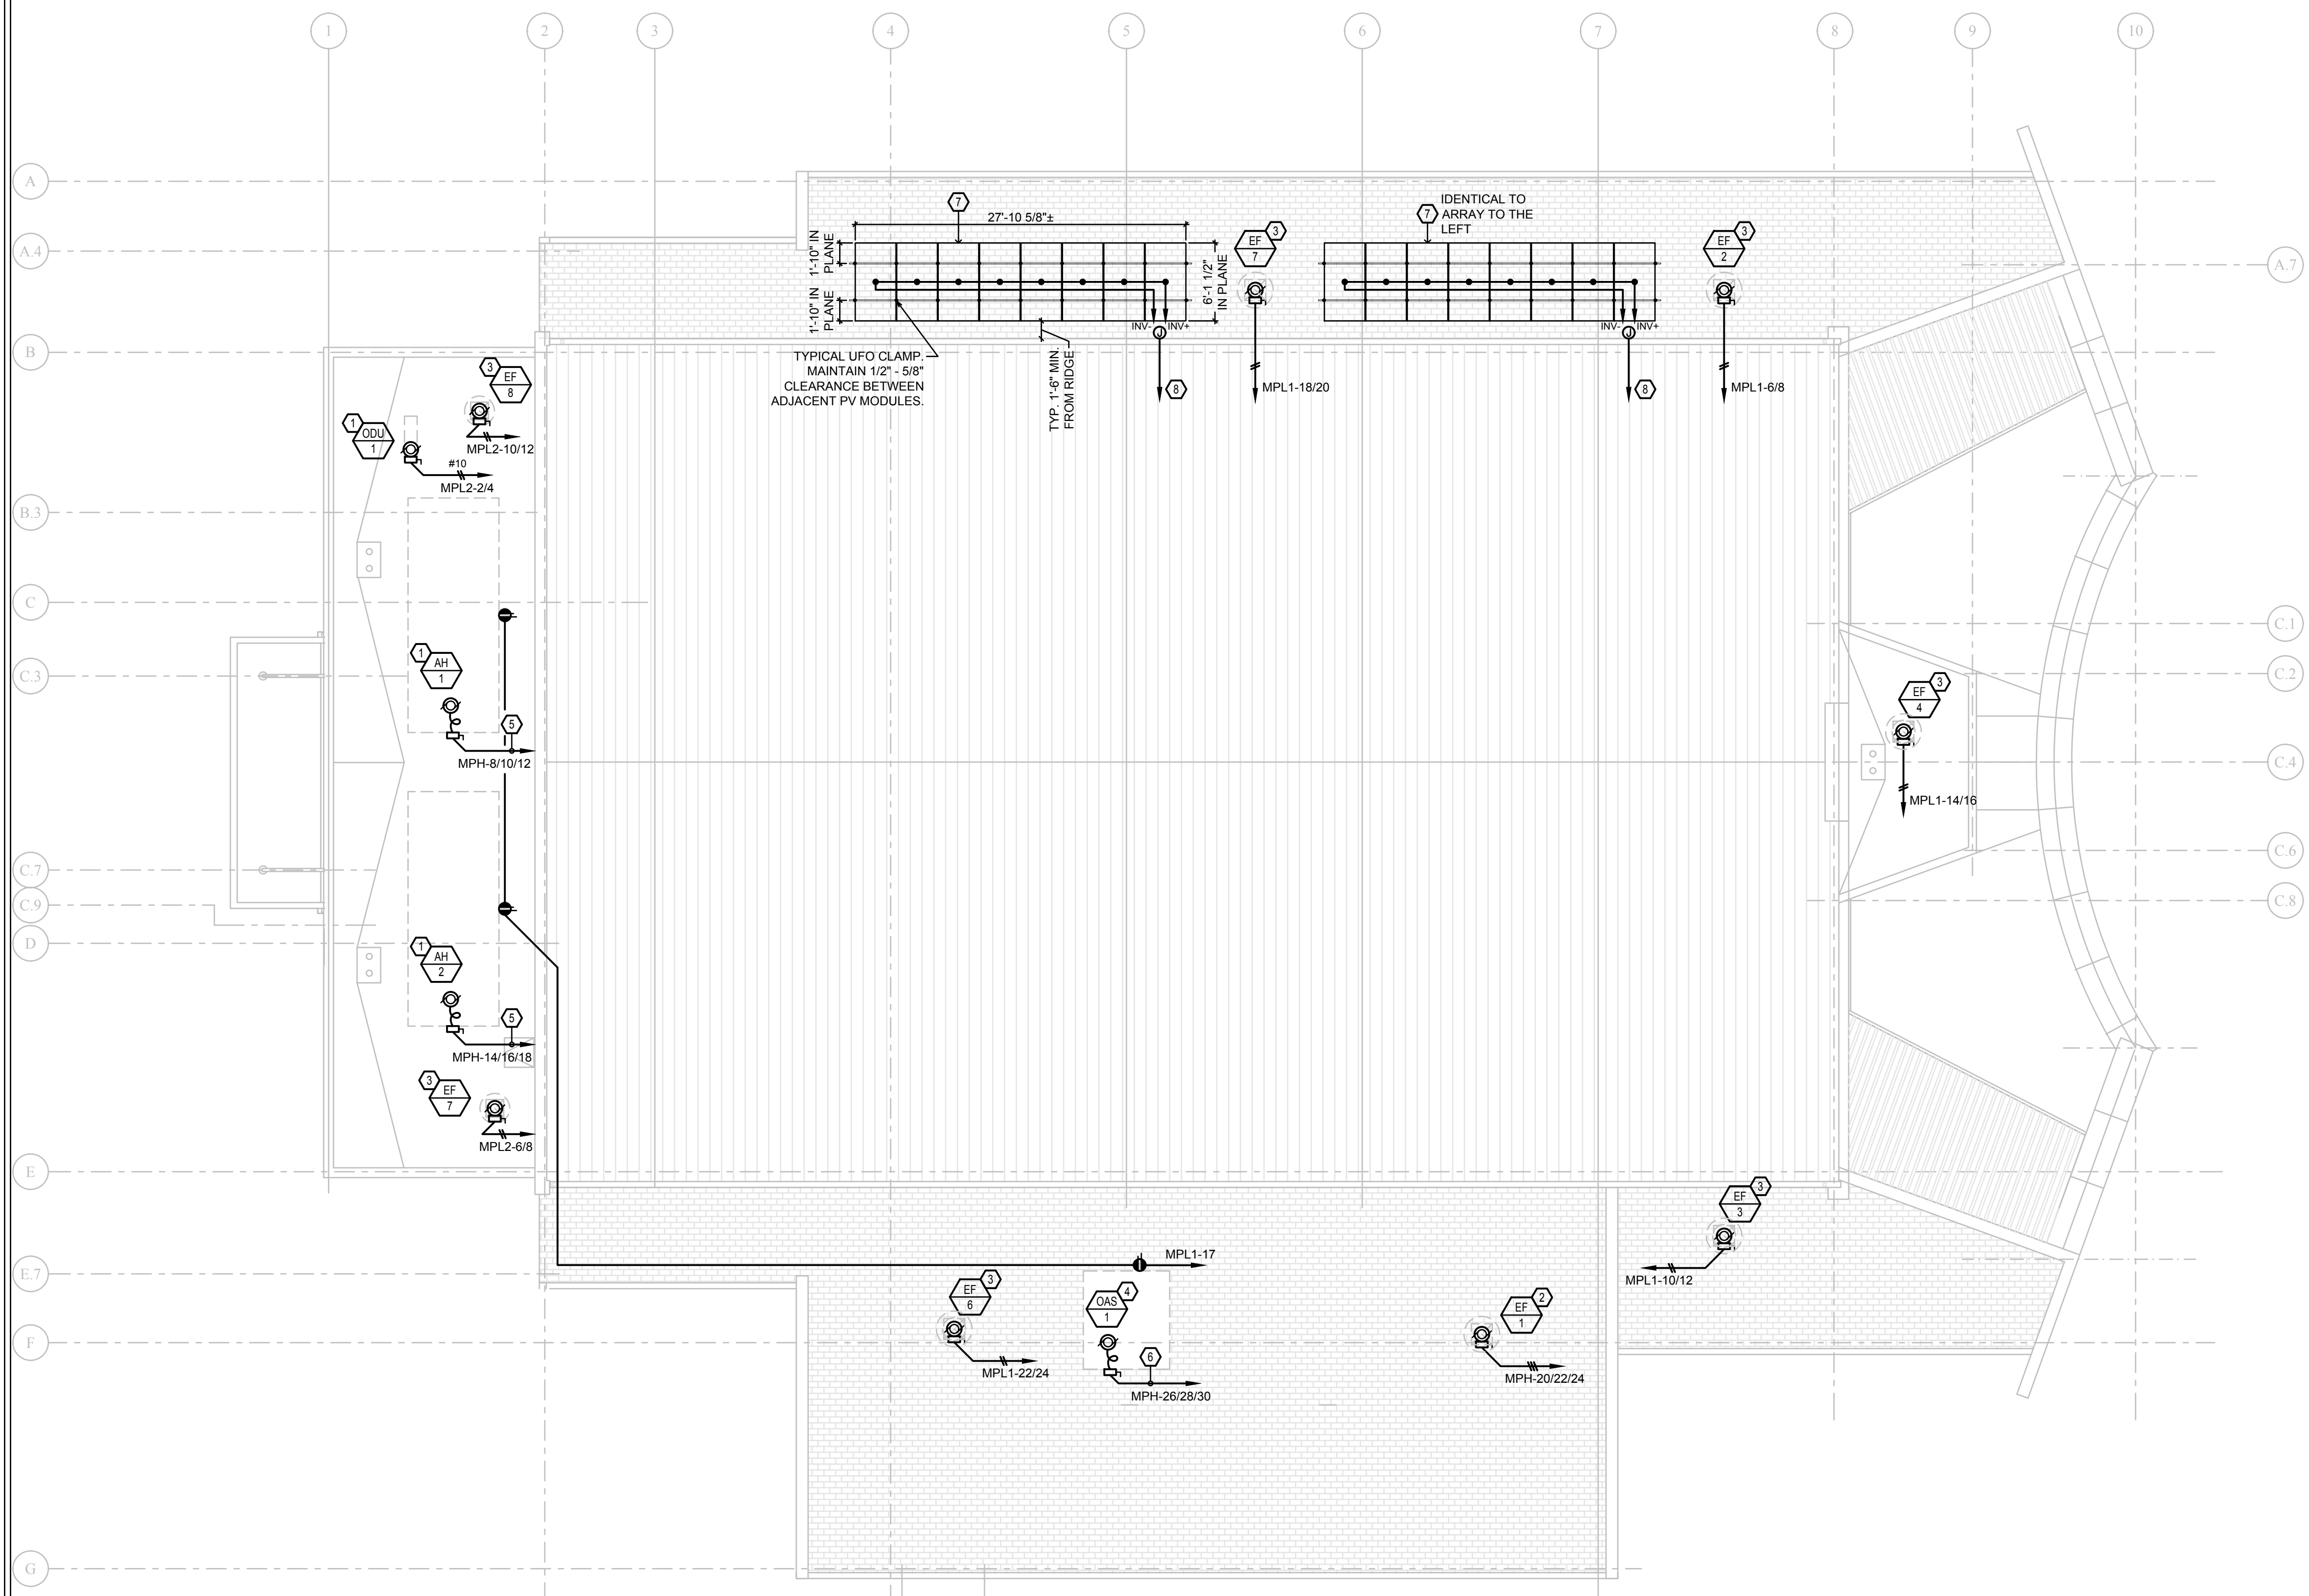 1
2
3
4
5
6
7
8
9
10
A
A.4
B
B.3
C
C.3
C.7
C.9
D
E
E.7
F
G
A.7
C.1
C.2
C.4
C.6
C.8
7
27'-10 5/8"±
1'-10" IN
PLANE
1'-10" IN
PLANE
6'-1 1/2"
IN PLANE
INV-
J
INV+
8
TYPICAL UFO CLAMP.
MAINTAIN 1/2" - 5/8"
CLEARANCE BETWEEN
ADJACENT PV MODULES.
TYP. 1'-6" MIN.
FROM RIDGE
3
EF
7
MPL1-18/20
7
IDENTICAL TO
ARRAY TO THE
LEFT
INV-
J
INV+
8
3
EF
2
MPL1-6/8
3
EF
8
MPL2-10/12
1
ODU
1
#10
MPL2-2/4
1
AH
1
5
MPH-8/10/12
1
AH
2
5
MPH-14/16/18
3
EF
7
MPL2-6/8
3
EF
4
MPL1-14/16
3
EF
3
MPL1-10/12
MPL1-17
3
EF
6
MPL1-22/24
4
OAS
1
6
MPH-26/28/30
2
EF
1
MPH-20/22/24